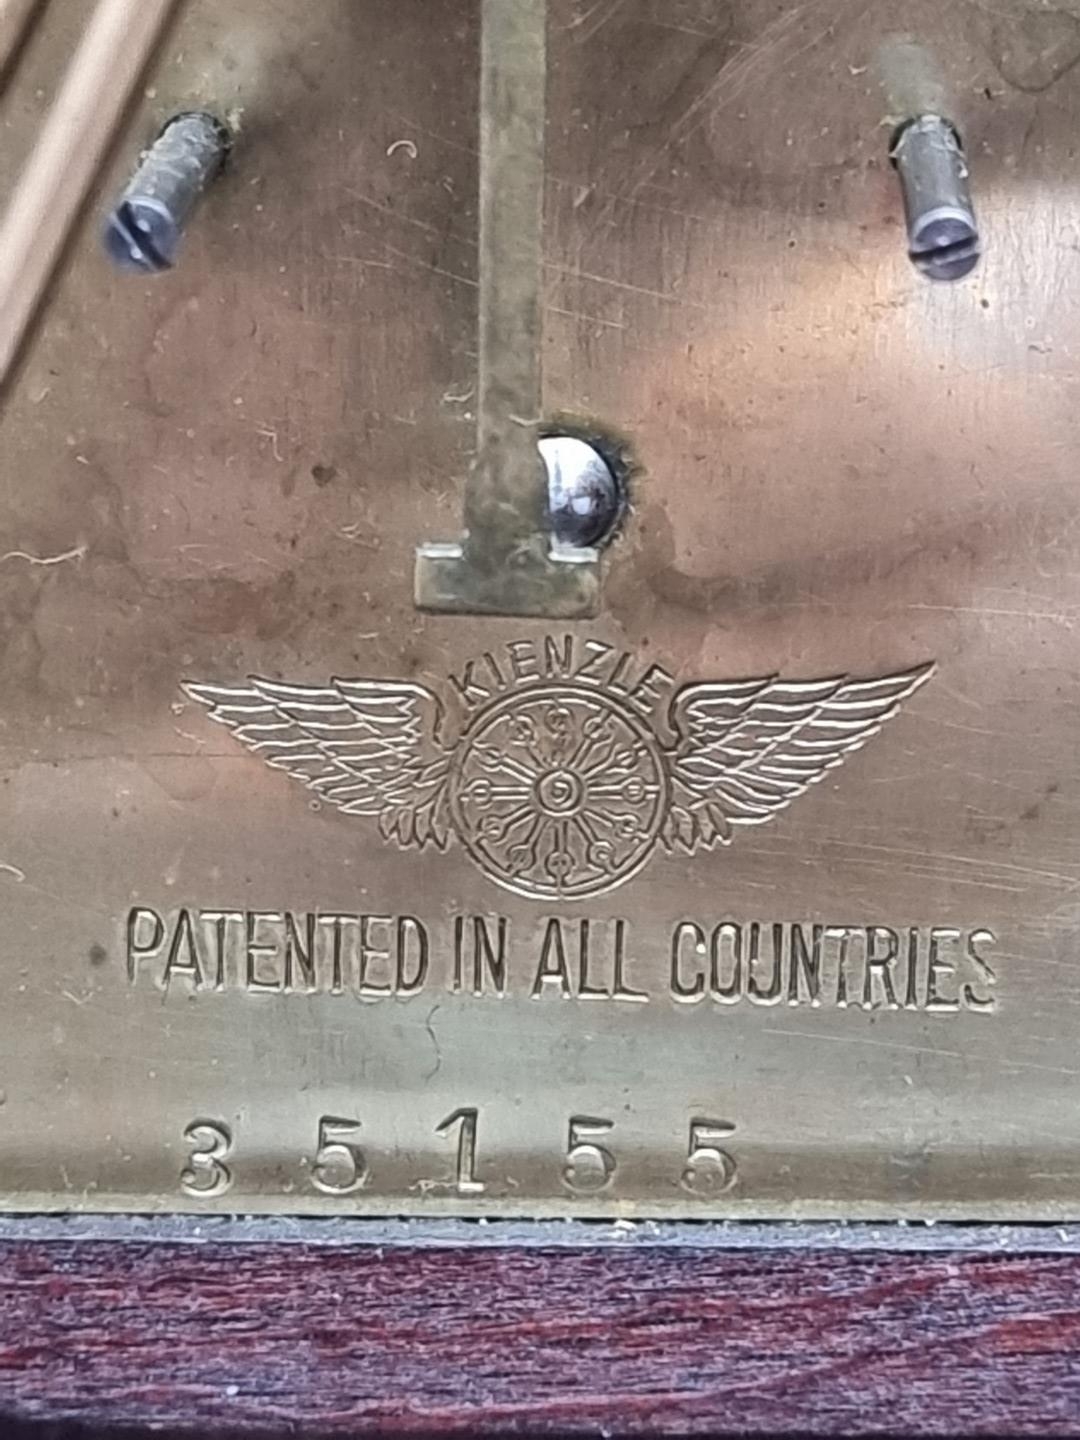 KIENZLE
PATENTED IN ALL COUNTRIES
35155